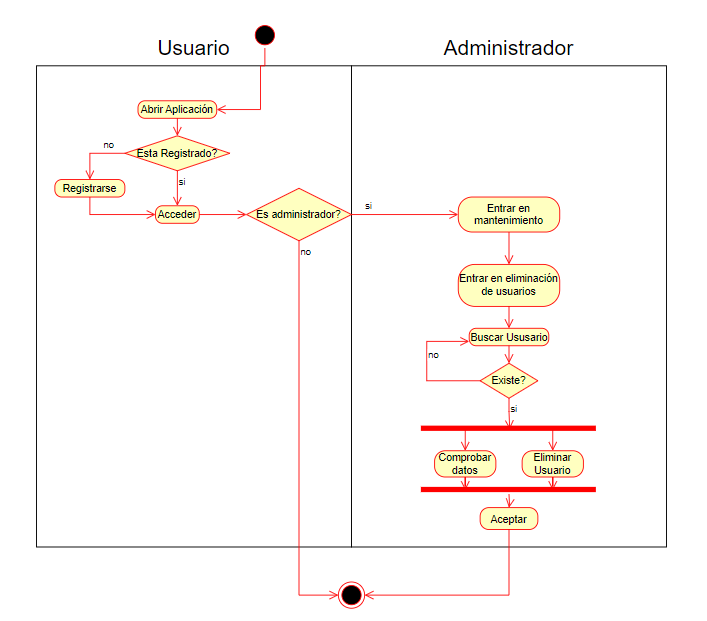 Usuario
Administrador
Abrir Aplicación
Esta Registrado?
no
si
Registrarse
Acceder
Es administrador?
si
no
Entrar en
mantenimiento
Entrar en eliminación
de usuarios
Buscar Ususario
no
Existe?
si
Comprobar
datos
Eliminar
Usuario
Aceptar